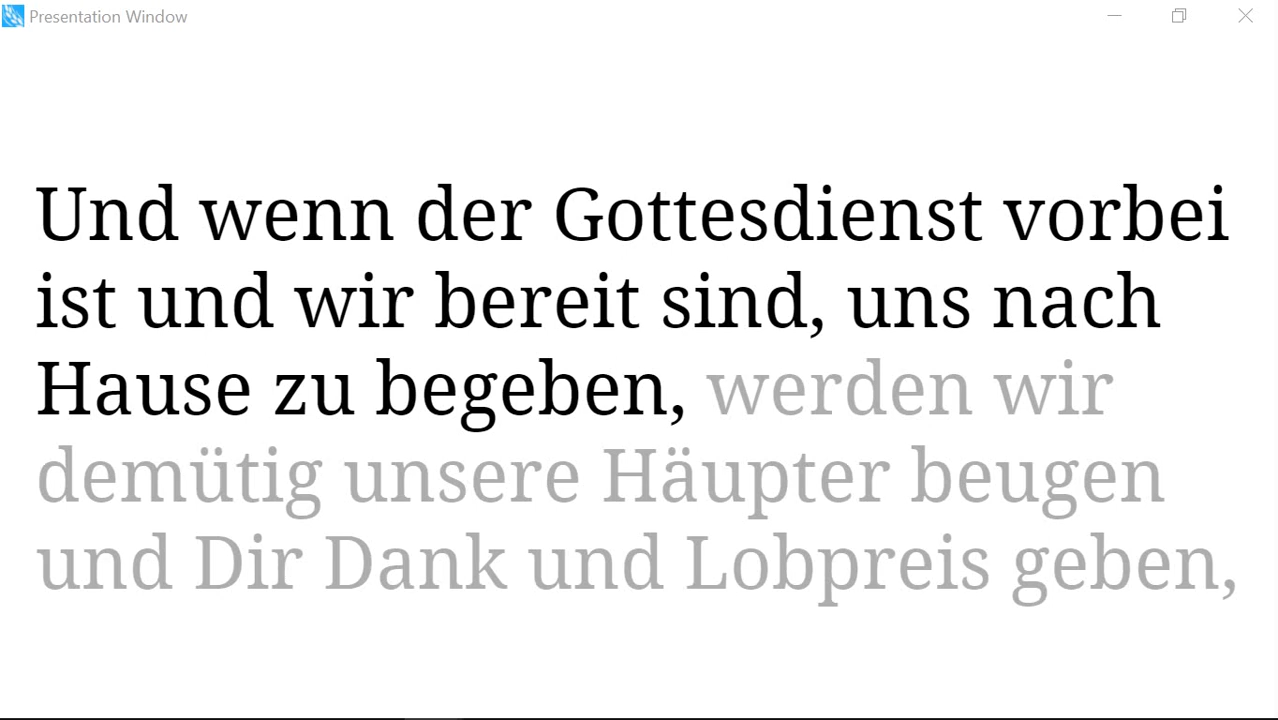 Presentation Window
Und wenn der Gottesdienst vorbei
ist und wir bereit sind, uns nach
Hause zu begeben, werden wir
demütig unsere Häupter beugen
und Dir Dank und Lobpreis geben,